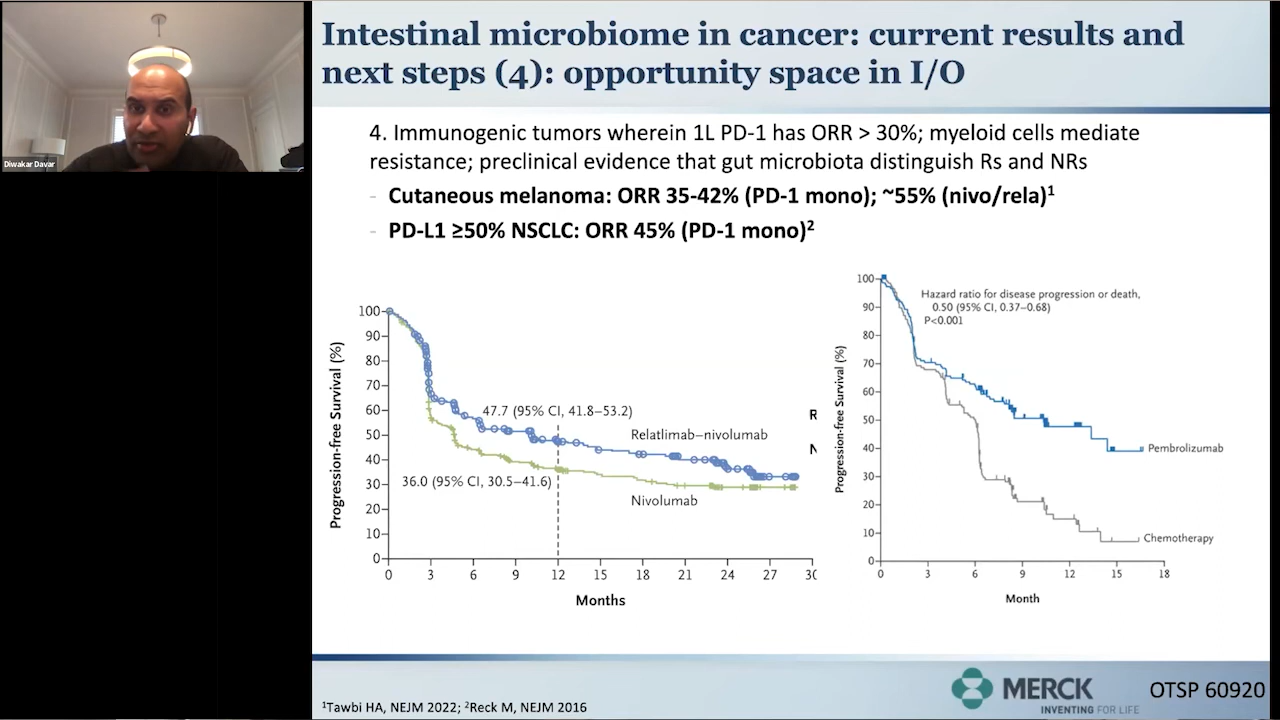 Diwakar Davar
Intestinal microbiome in cancer: current results and
next steps (4): opportunity space in I/O
4. Immunogenic tumors wherein 1L PD-1 has ORR > 30%; myeloid cells mediate
resistance; preclinical evidence that gut microbiota distinguish Rs and NRs
- Cutaneous melanoma: ORR 35-42% (PD-1 mono); ~55% (nivo/rela)¹
- PD-L1 ≥50% NSCLC: ORR 45% (PD-1 mono)²
Progression-free Survival (%)
100
90
80
70
60
50
40
30
20
10
0
47.7 (95% CI, 41.8–53.2)
Relatlimab–nivolumab
36.0 (95% CI, 30.5–41.6)
Nivolumab
0 3 6 9 12 15 18 21 24 27 30
Months
R
N
Progression-free Survival (%)
100
90
80
70
60
50
40
30
20
10
0
Hazard ratio for disease progression or death,
0.50 (95% CI, 0.37–0.68)
P<0.001
Pembrolizumab
Chemotherapy
0 3 6 9 12 15 18
Month
¹Tawbi HA, NEJM 2022; ²Reck M, NEJM 2016
MERCK
INVENTING FOR LIFE
OTSP 60920